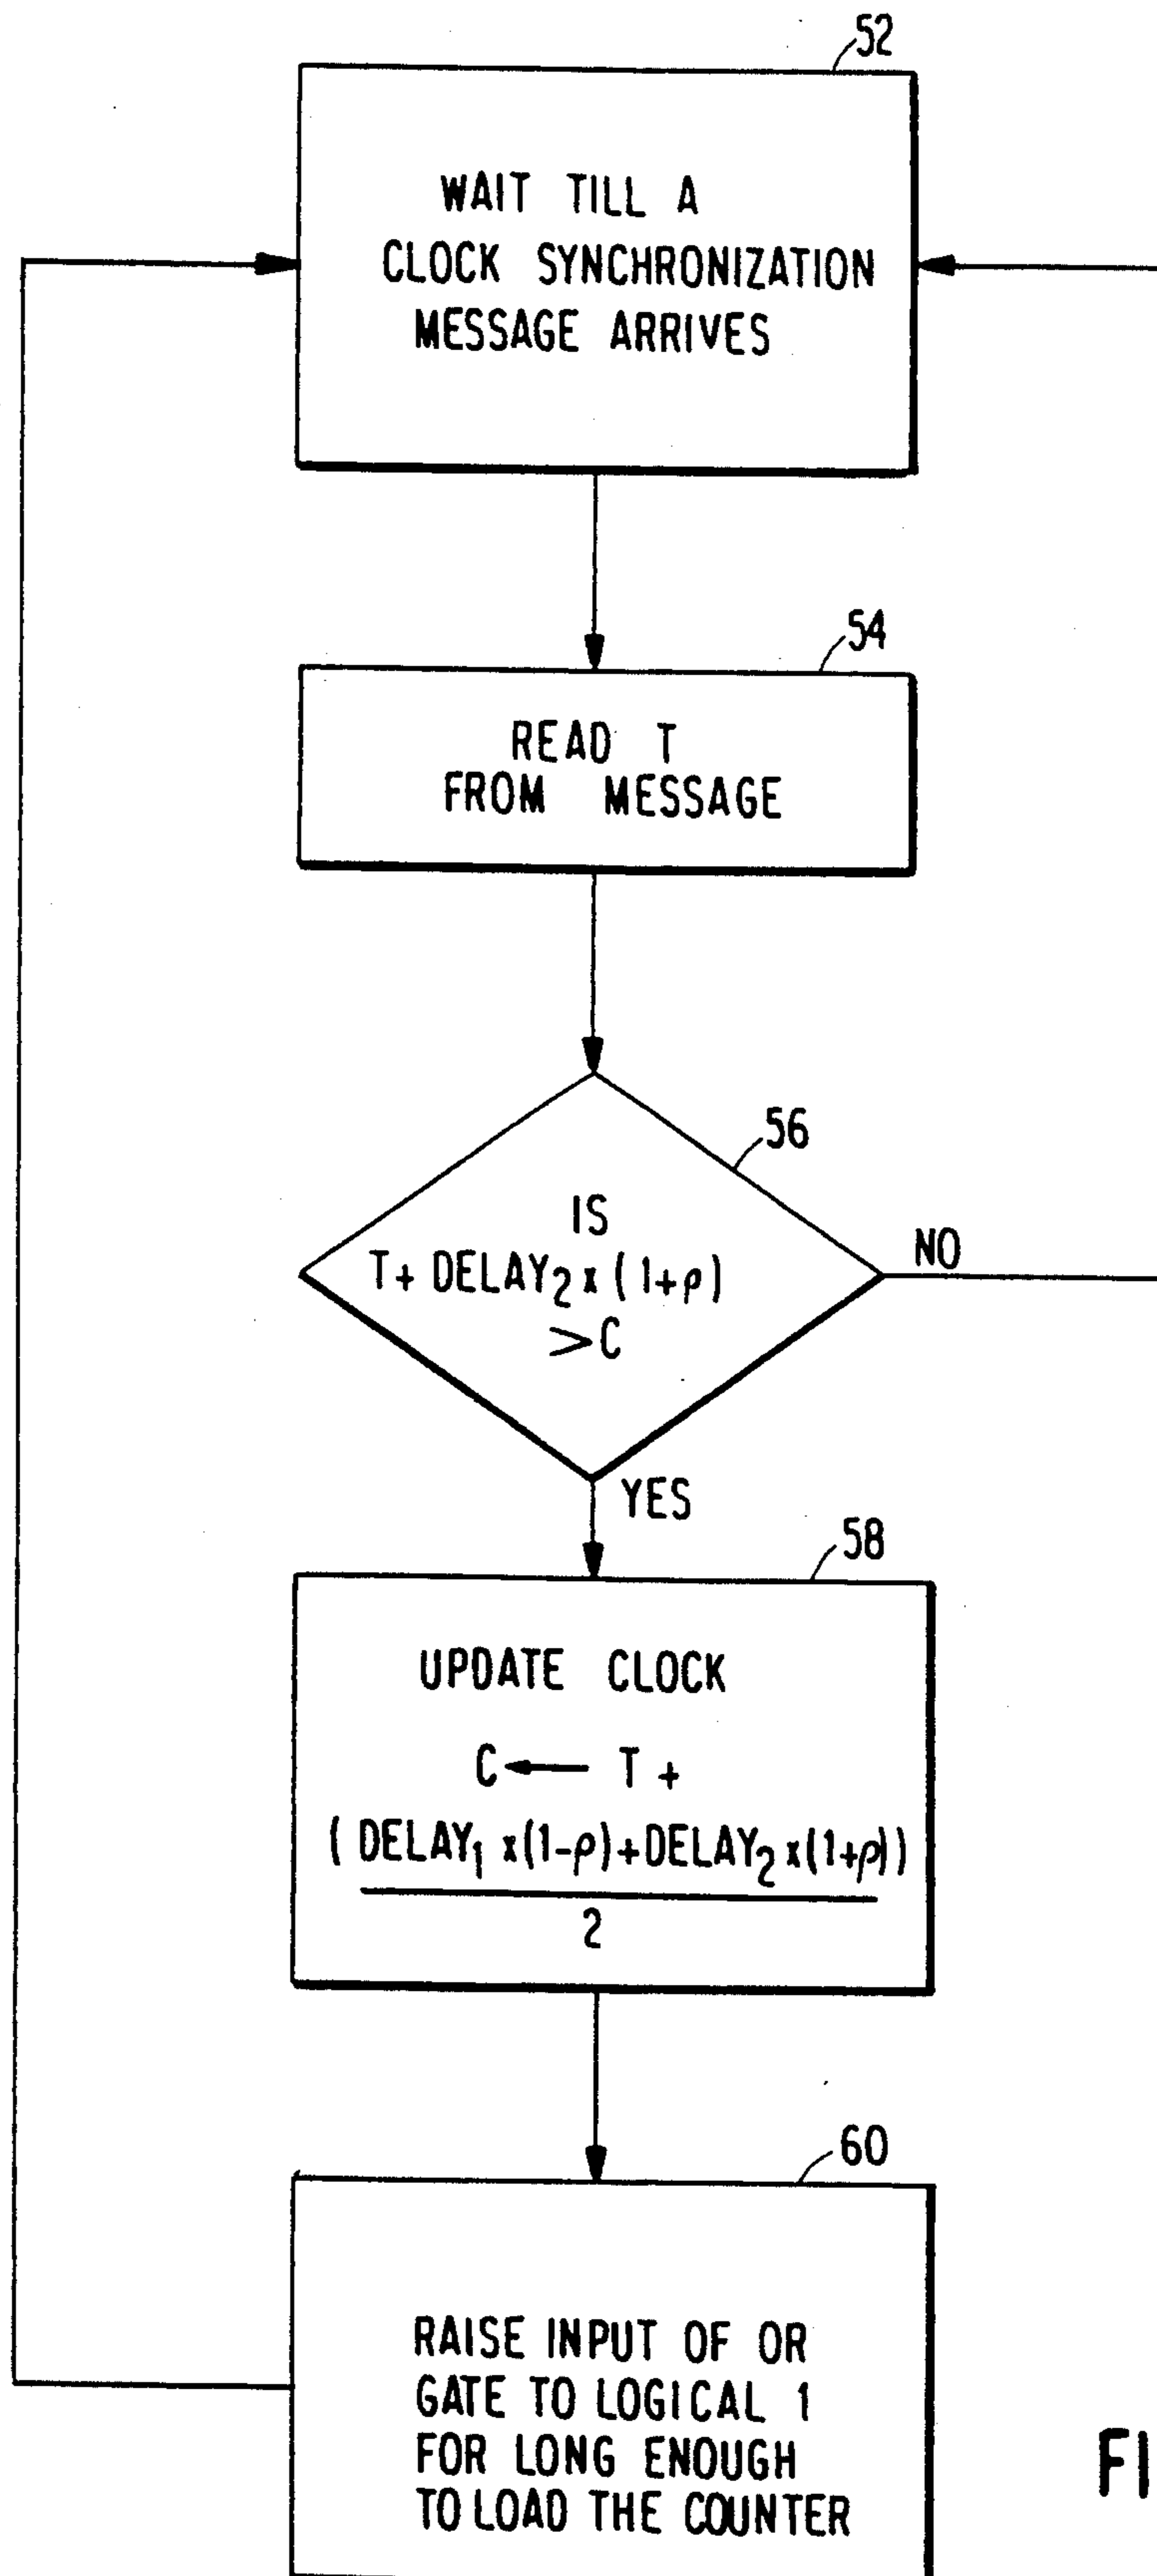 52
WAIT TILL A
CLOCK SYNCHRONIZATION
MESSAGE ARRIVES
54
READ T
FROM MESSAGE
56
IS
T+ DELAY₂ x (1+ρ)
>C
NO
YES
58
UPDATE CLOCK
C ← T +
( DELAY₁ x(1-ρ)+DELAY₂ x(1+ρ))
2
60
RAISE INPUT OF OR
GATE TO LOGICAL 1
FOR LONG ENOUGH
TO LOAD THE COUNTER
FI